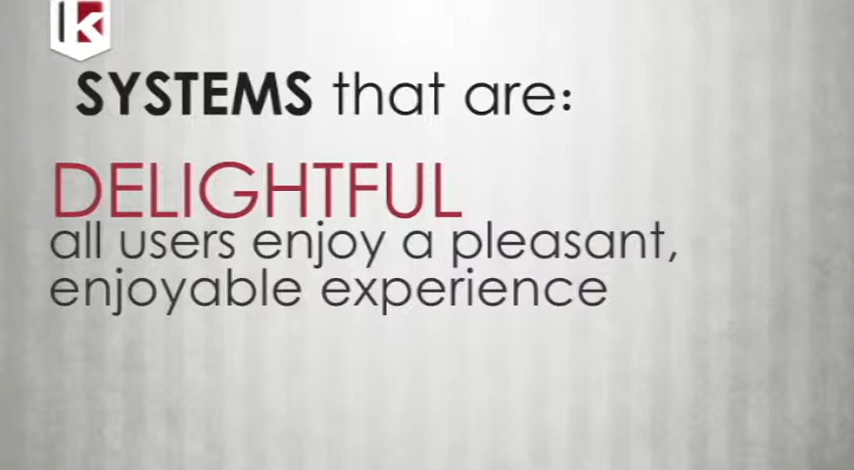 k
SYSTEMS that are:
DELIGHTFUL
all users enjoy a pleasant,
enjoyable experience